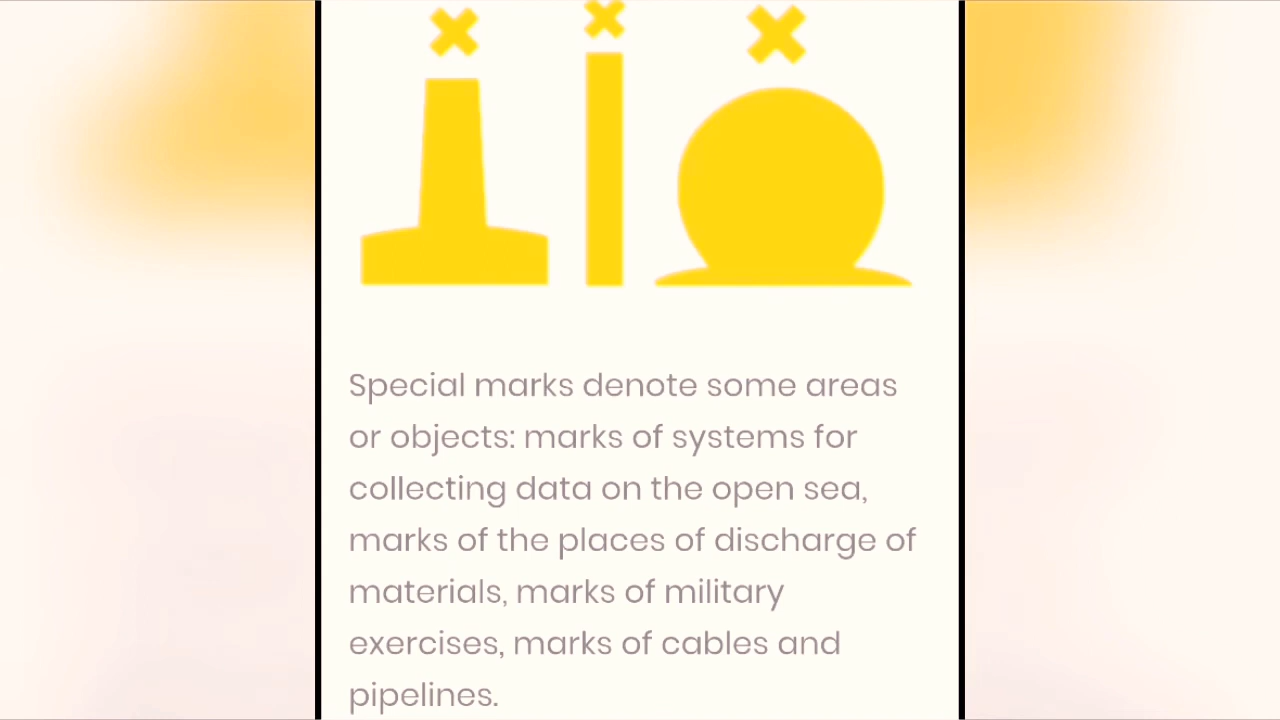 Special marks denote some areas
or objects: marks of systems for
collecting data on the open sea,
marks of the places of discharge of
materials, marks of military
exercises, marks of cables and
pipelines.